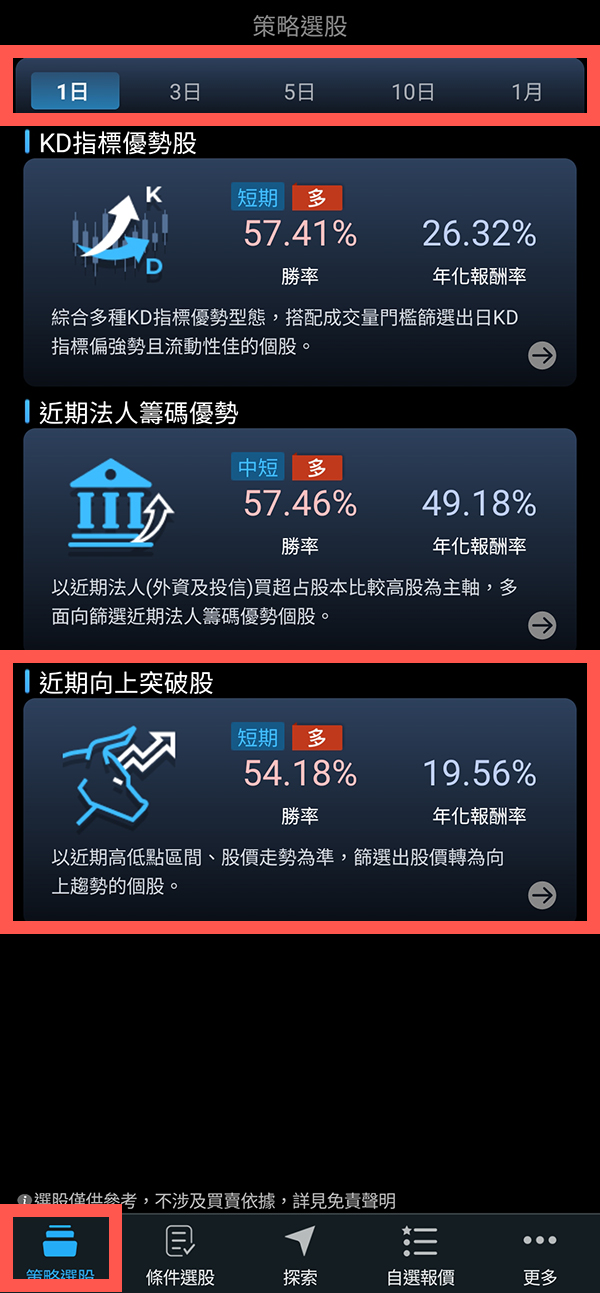 策略選股
1日 3日 5日 10日 1月
KD指標優勢股
K
D
短期 多
57.41% 26.32%
勝率 年化報酬率
綜合多種KD指標優勢型態，搭配成交量門檻篩選出日KD
指標偏強勢且流動性佳的個股。
近期法人籌碼優勢
中短 多
57.46% 49.18%
勝率 年化報酬率
以近期法人(外資及投信)買超占股本比較高股為主軸，多
面向篩選近期法人籌碼優勢個股。
近期向上突破股
短期 多
54.18% 19.56%
勝率 年化報酬率
以近期高低點區間、股價走勢為準，篩選出股價轉為向
上趨勢的個股。
選股僅供參考，不涉及買賣依據，詳見免責聲明
策略選股 條件選股 探索 自選報價 更多